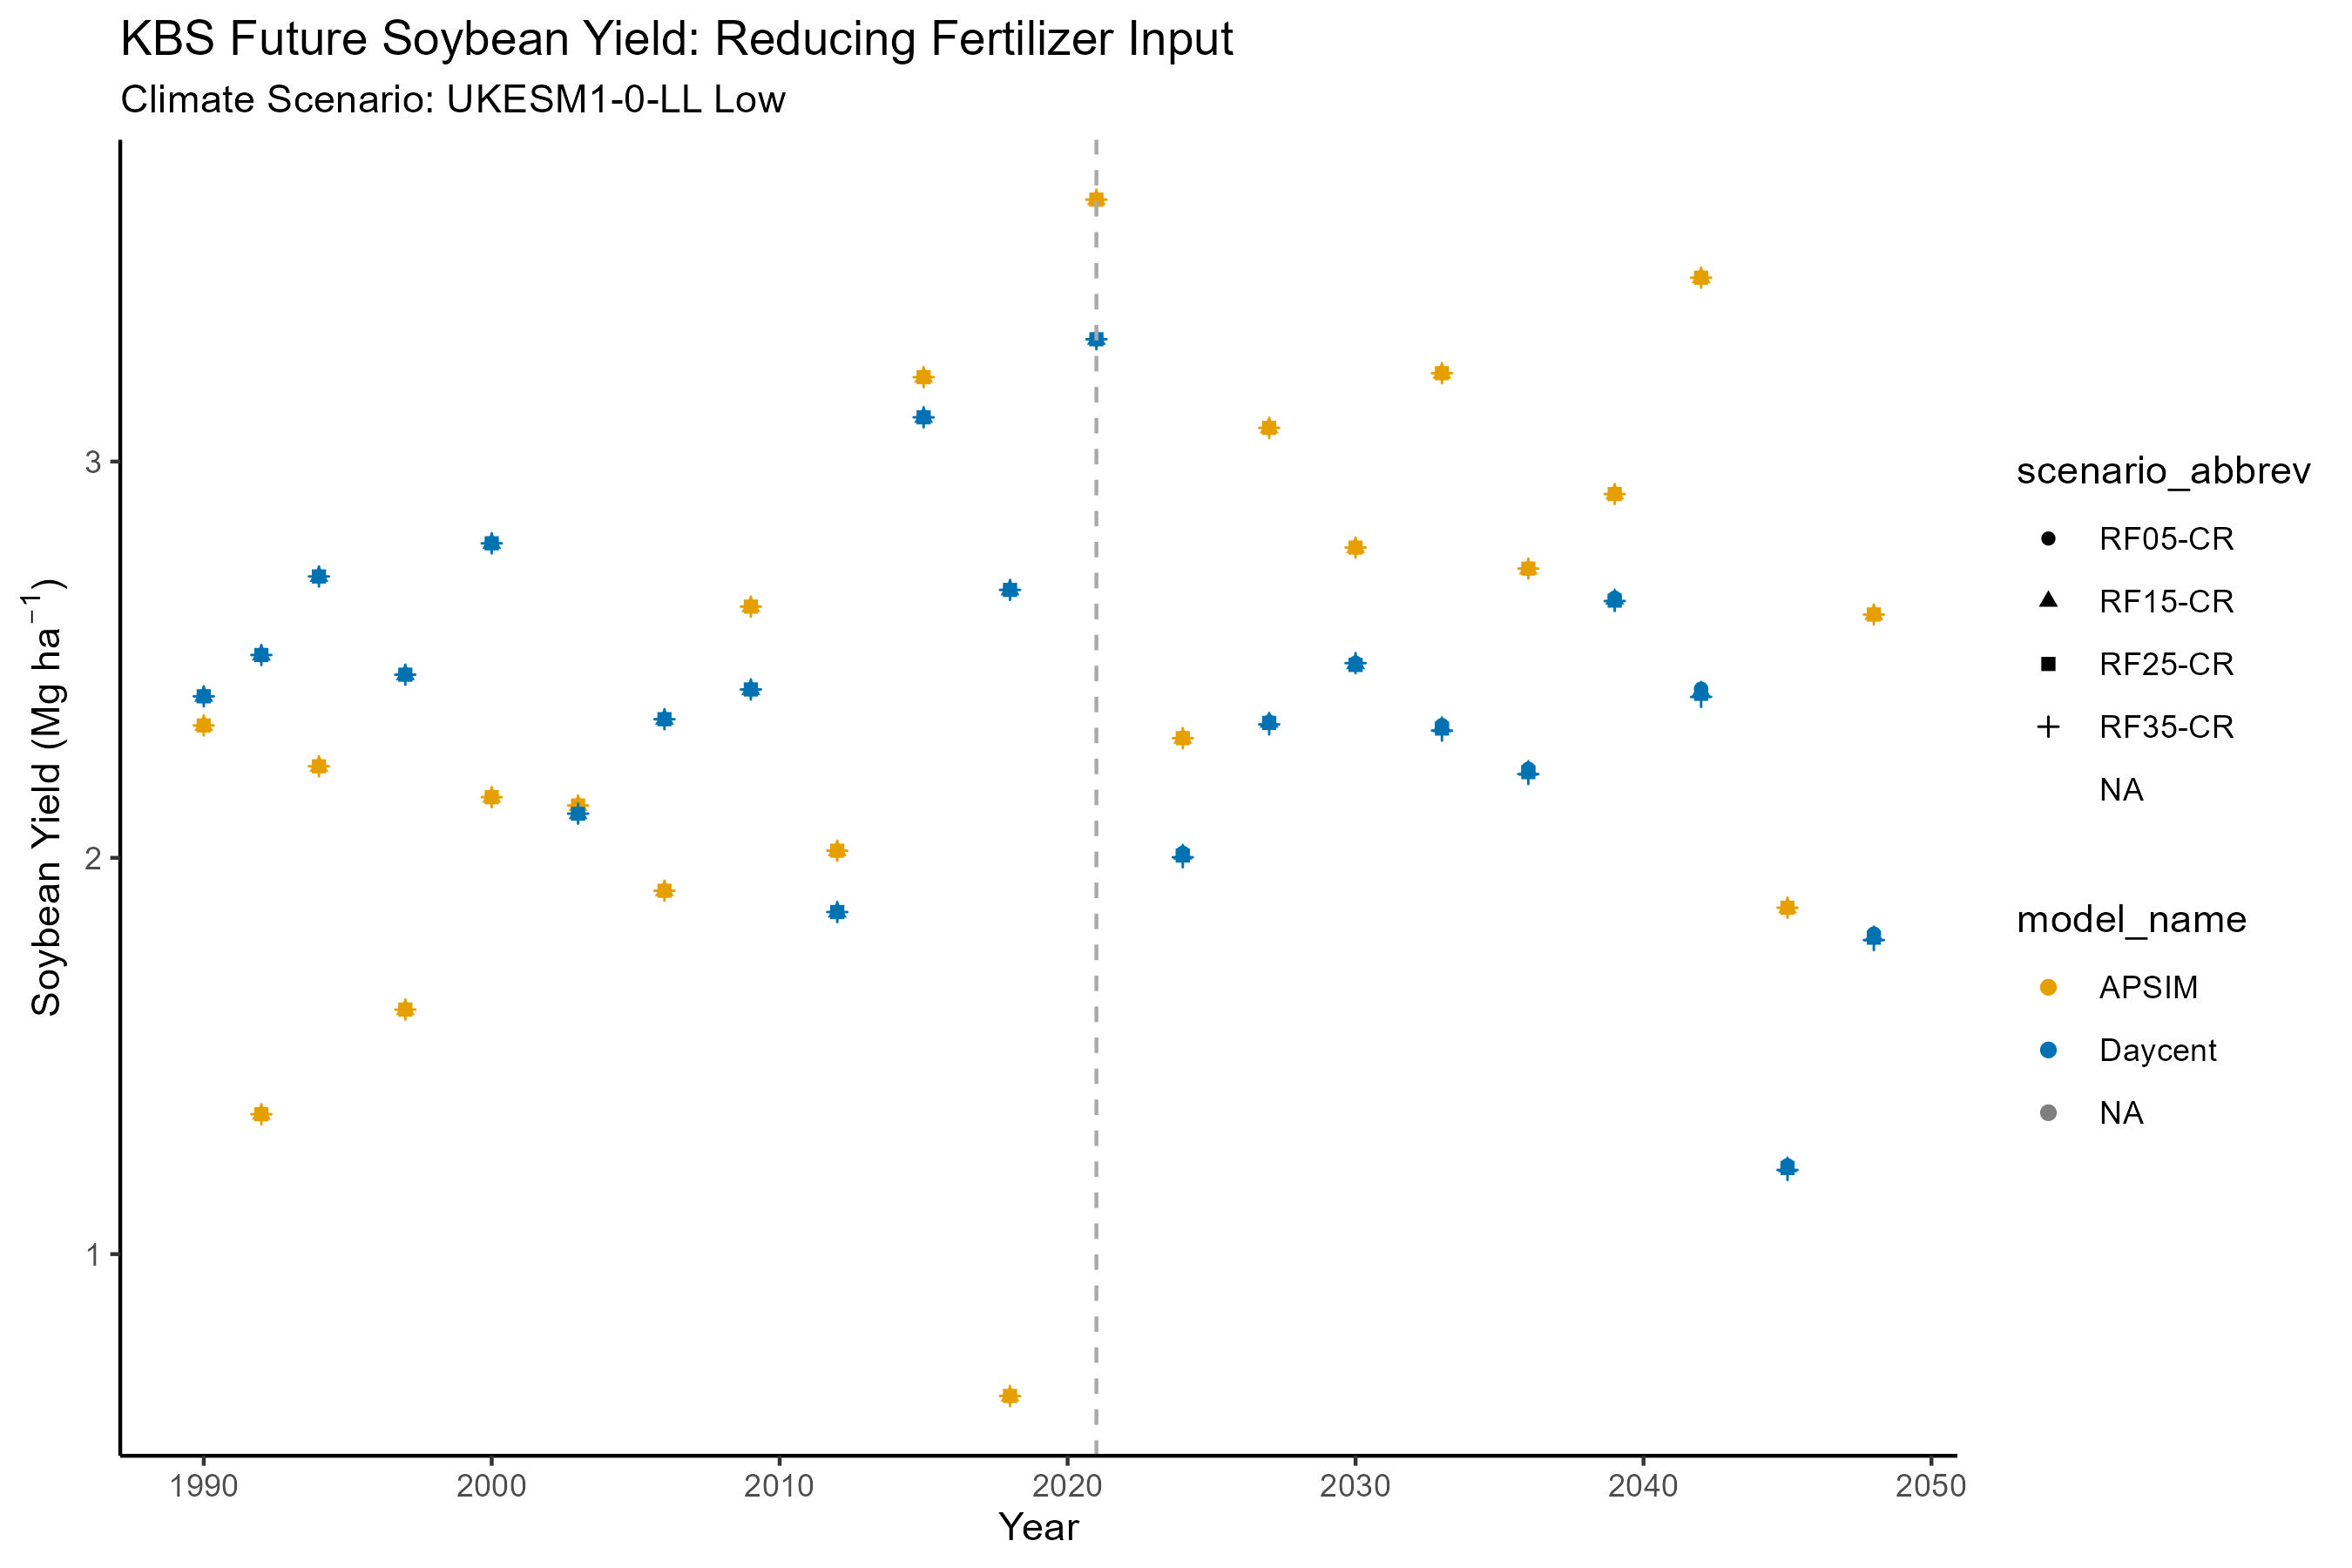 KBS Future Soybean Yield: Reducing Fertilizer Input
Climate Scenario: UKESM1-0-LL Low
Soybean Yield (Mg ha⁻¹)
3
2
1
1990
2000
2010
2020
2030
2040
2050
Year
scenario_abbrev
RF05-CR
RF15-CR
RF25-CR
RF35-CR
NA
model_name
APSIM
Daycent
NA